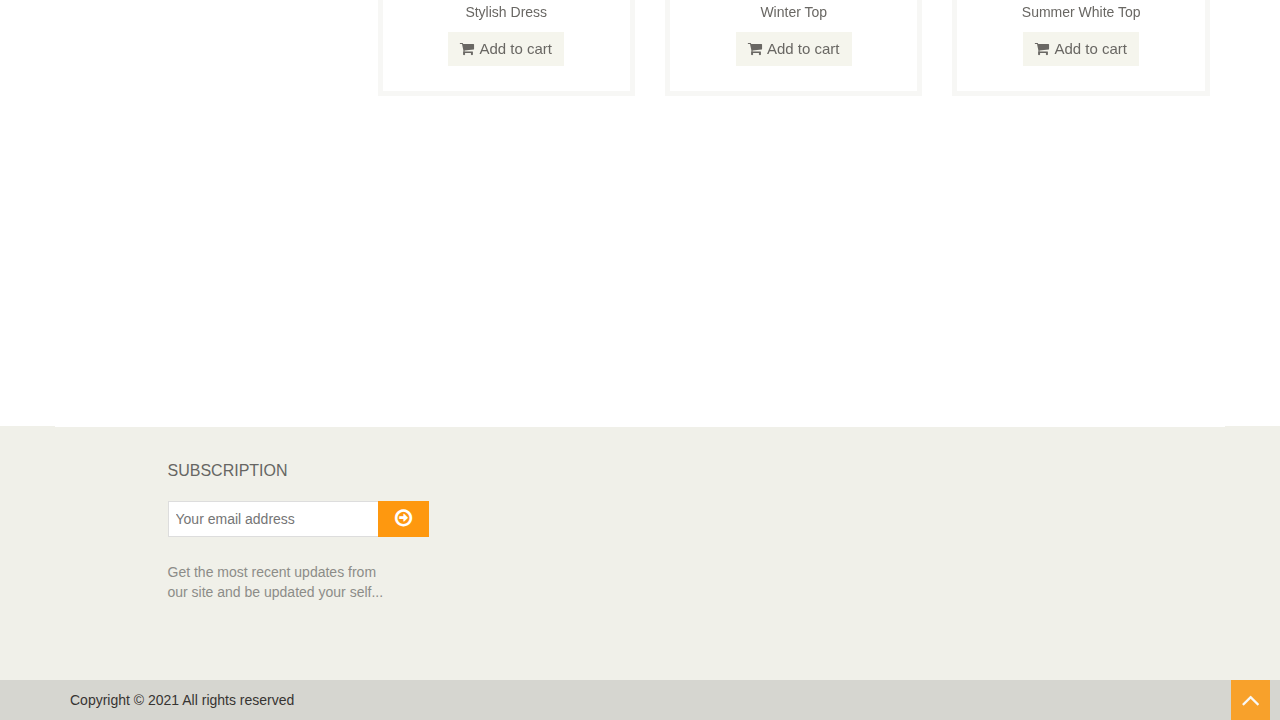 Stylish Dress
Add to cart
Winter Top
Add to cart
Summer White Top
Add to cart
SUBSCRIPTION
Your email address
Get the most recent updates from
our site and be updated your self...
Copyright © 2021 All rights reserved